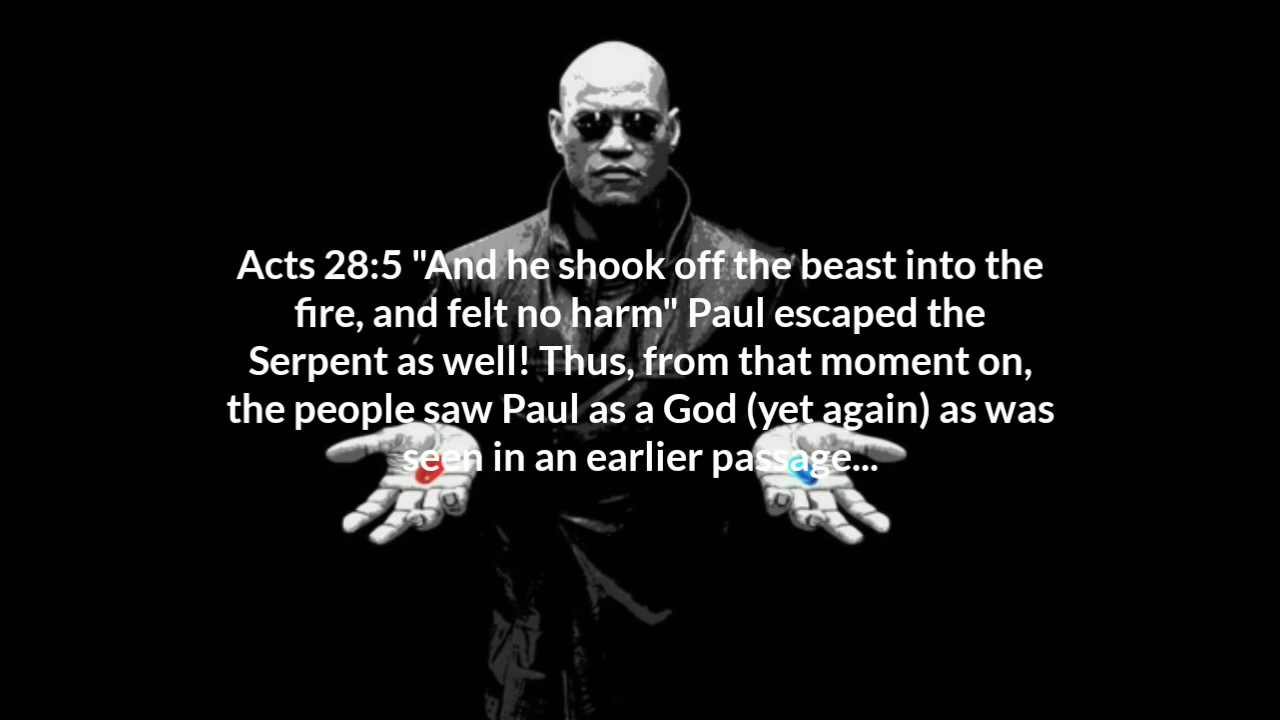 Acts 28:5 "And he shook off the beast into the
fire, and felt no harm" Paul escaped the
Serpent as well! Thus, from that moment on,
the people saw Paul as a God (yet again) as was
seen in an earlier passage...